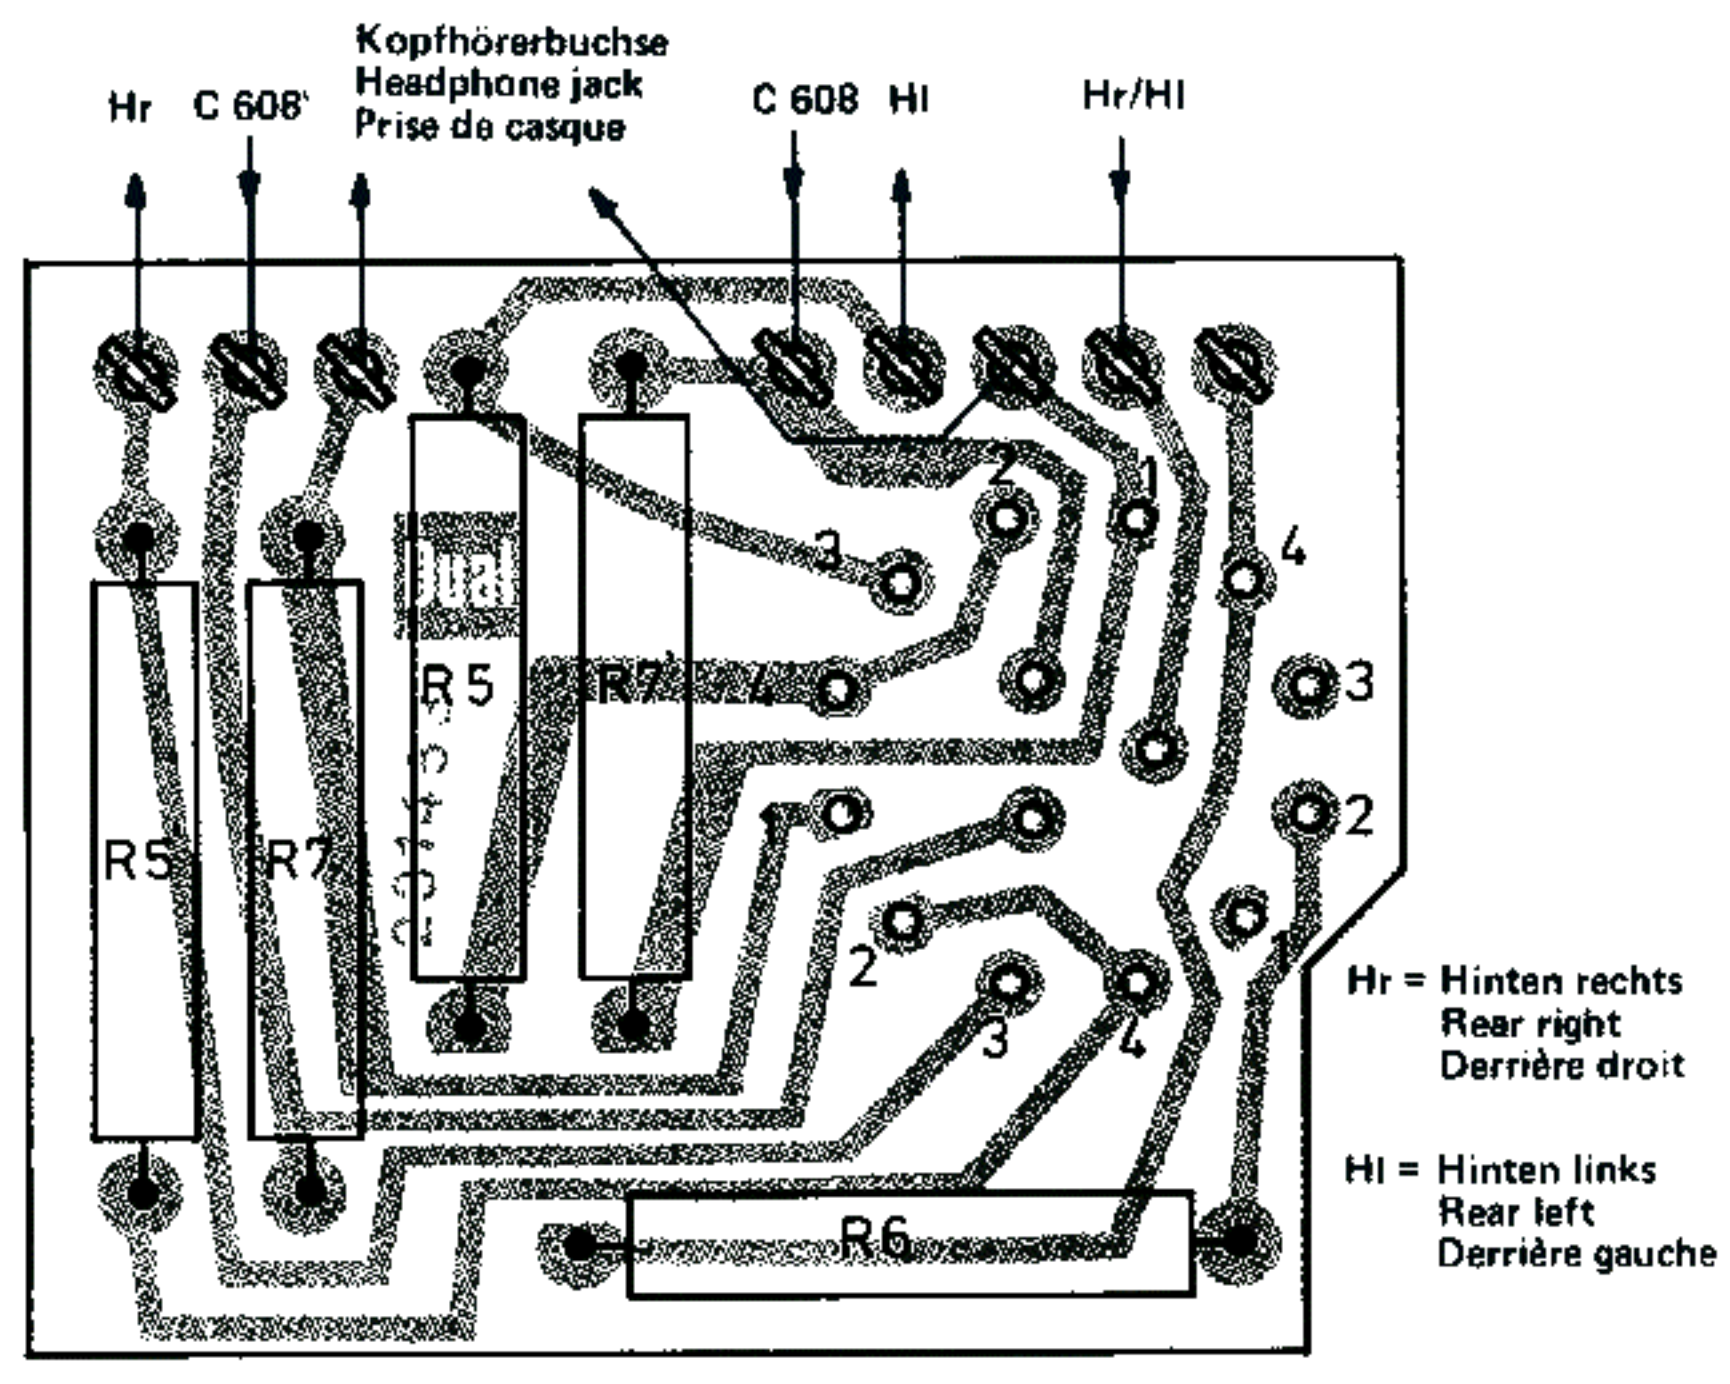 Kopfhörerbuchse
Headphone jack
Prise de casque
Hr
C 608'
C 608
Hl
Hr/Hl
2
1
3
4
Dual
R5
R7'
4
3
1
2
R5
R7
2
1
3
4
R6
Hr = Hinten rechts
Rear right
Derrière droit
Hl = Hinten links
Rear left
Derrière gauche